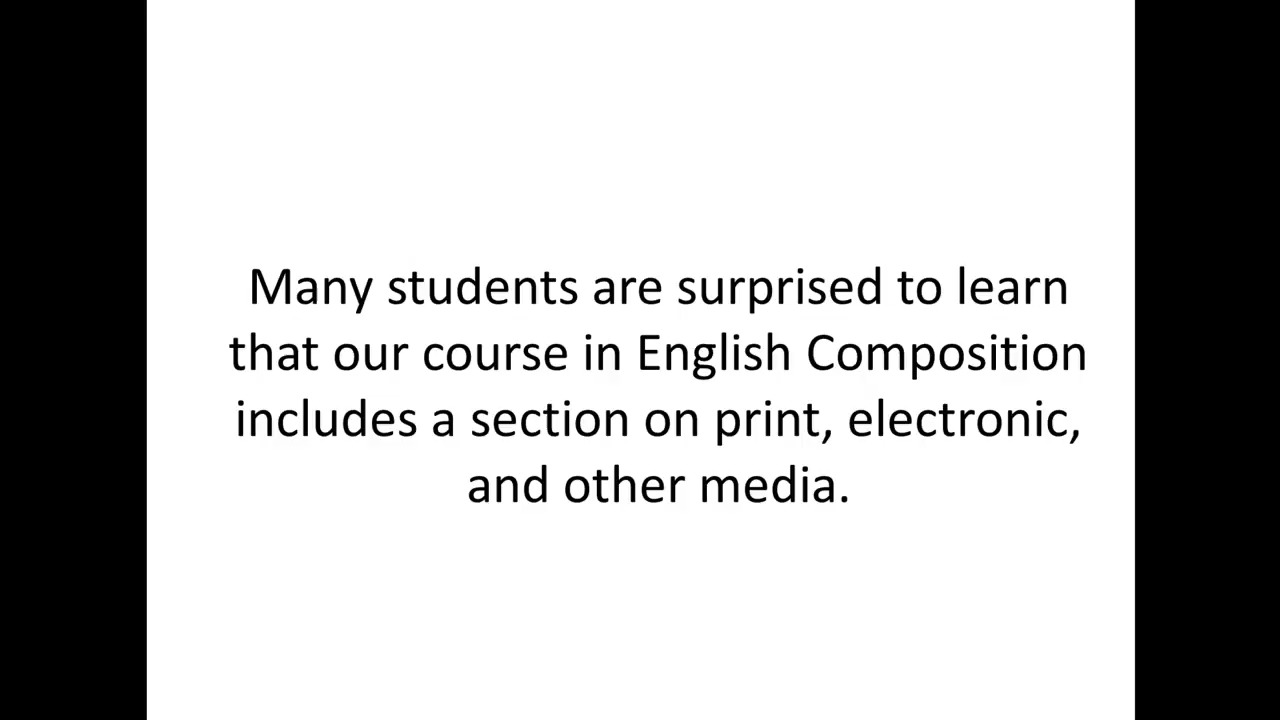 Many students are surprised to learn
that our course in English Composition
includes a section on print, electronic,
and other media.